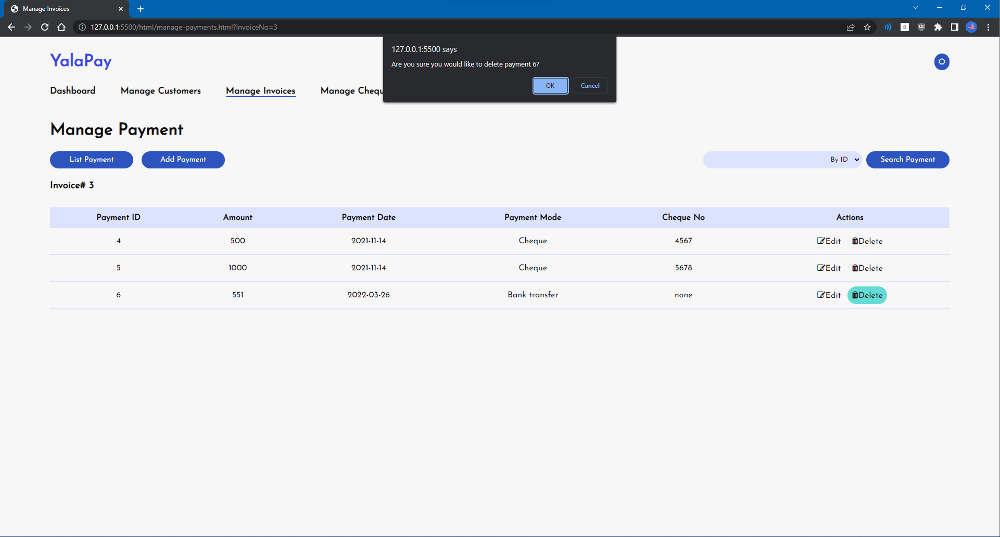 Manage Invoices
127.0.0.1:5500/html/manage-payments.html?invoiceNo=3
127.0.0.1:5500 says
Are you sure you would like to delete payment 6?
OK Cancel
YalaPay
Dashboard Manage Customers Manage Invoices Manage Chequ
Manage Payment
List Payment Add Payment By ID Search Payment
Invoice# 3
Payment ID Amount Payment Date Payment Mode Cheque No Actions
4 500 2021-11-14 Cheque 4567 Edit Delete
5 1000 2021-11-14 Cheque 5678 Edit Delete
6 551 2022-03-26 Bank transfer none Edit Delete